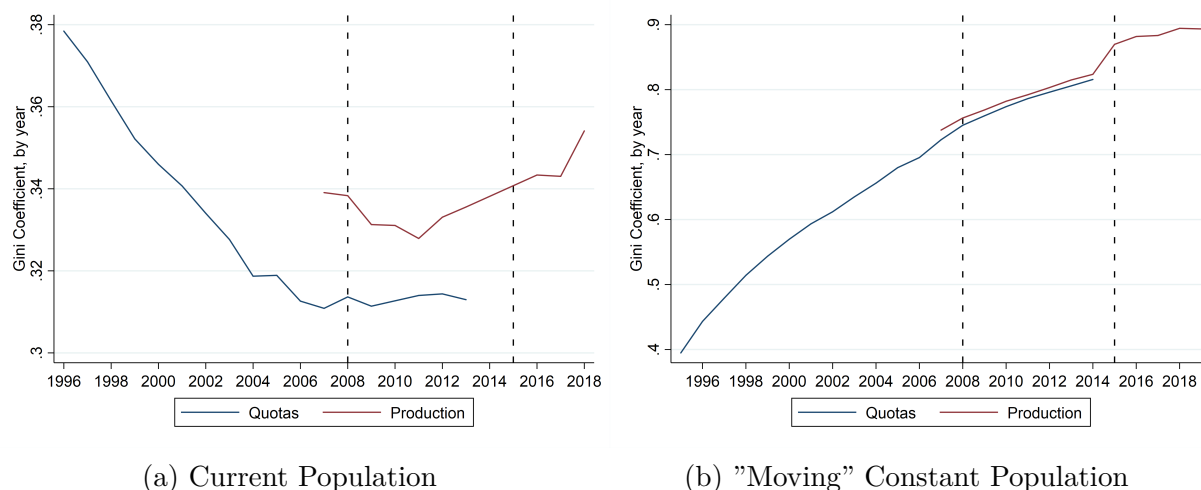 Gini Coefficient, by year
.38
.36
.34
.32
.3
1996 1998 2000 2002 2004 2006 2008 2010 2012 2014 2016 2018
Quotas Production
(a) Current Population
Gini Coefficient, by year
.9
.8
.7
.6
.5
.4
1996 1998 2000 2002 2004 2006 2008 2010 2012 2014 2016 2018
Quotas Production
(b) ”Moving” Constant Population